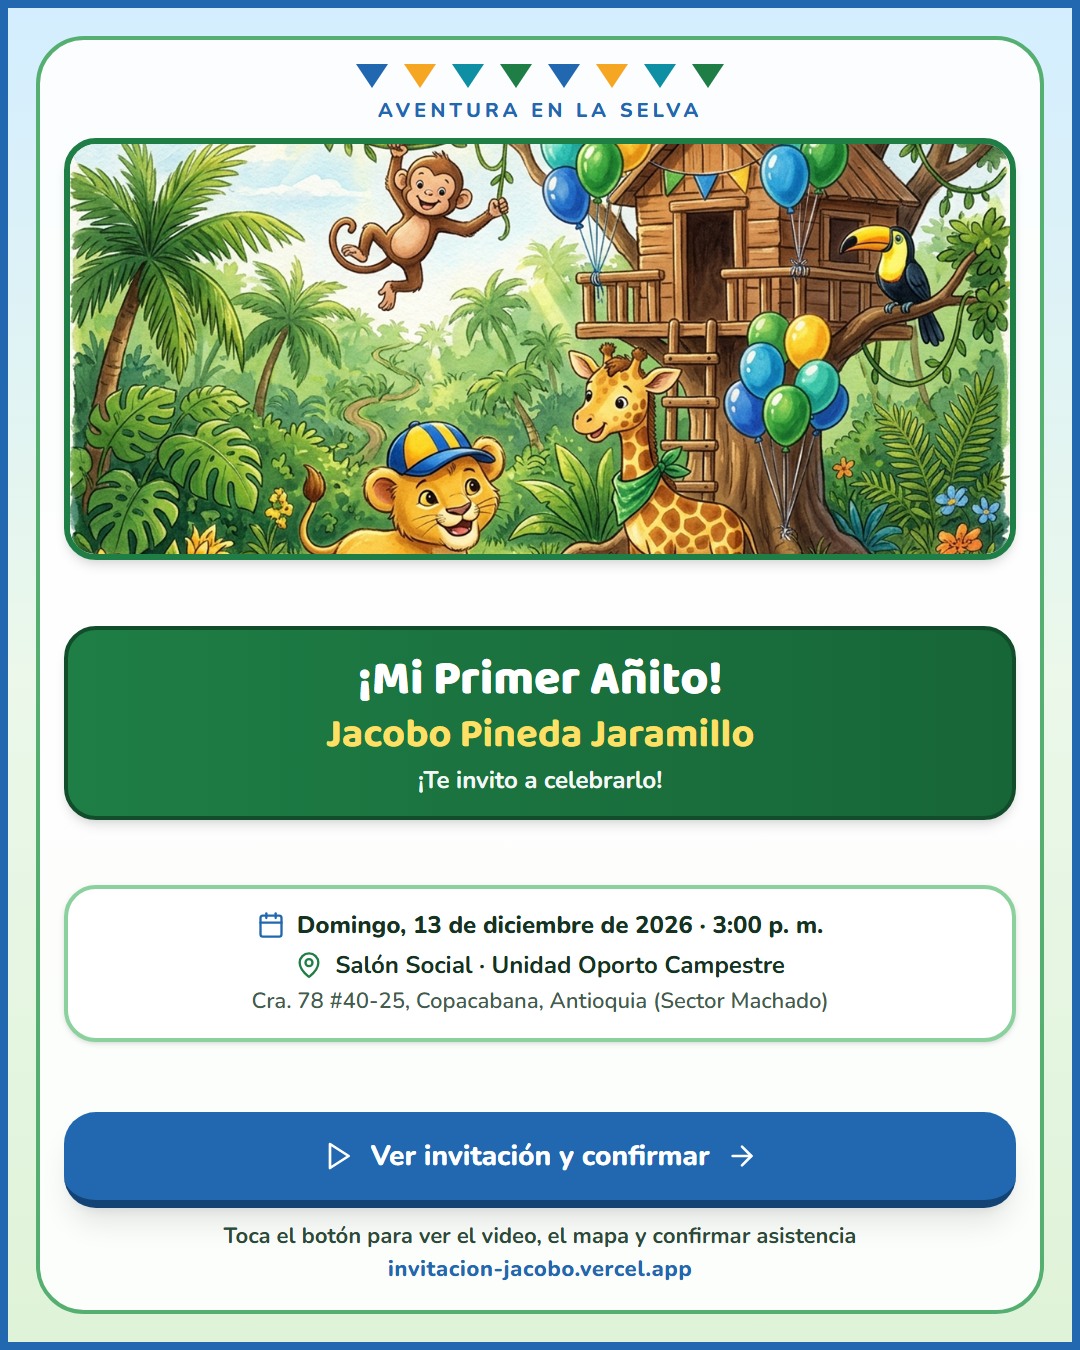 AVENTURA EN LA SELVA
¡Mi Primer Añito!
Jacobo Pineda Jaramillo
¡Te invito a celebrarlo!
Domingo, 13 de diciembre de 2026 · 3:00 p. m.
Salón Social · Unidad Oporto Campestre
Cra. 78 #40-25, Copacabana, Antioquia (Sector Machado)
Ver invitación y confirmar
Toca el botón para ver el video, el mapa y confirmar asistencia
invitacion-jacobo.vercel.app